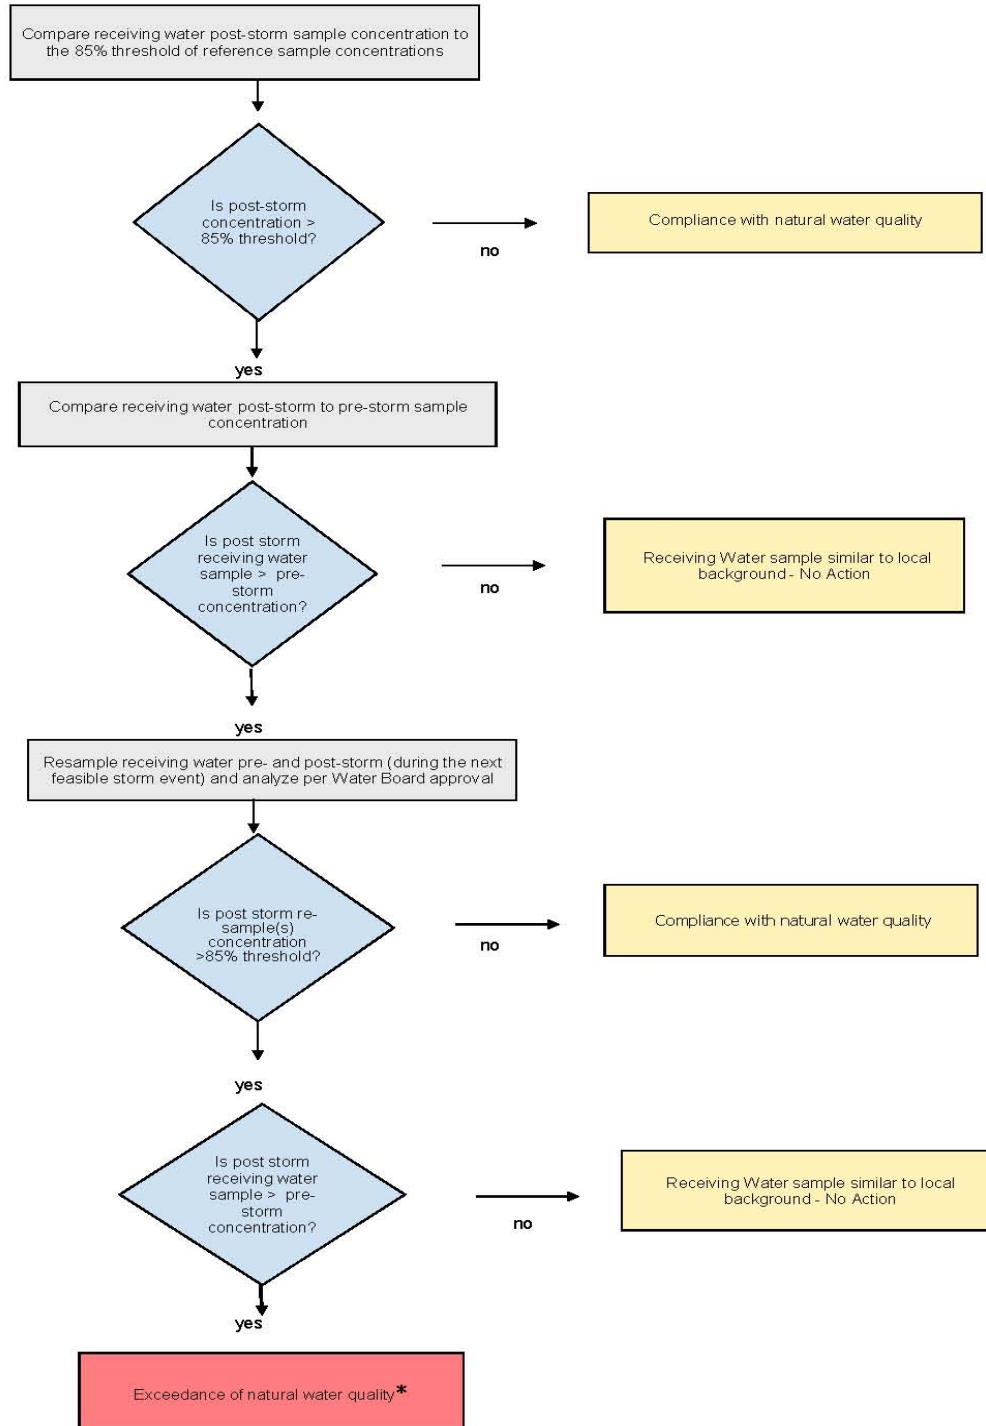 Compare receiving water post-storm sample concentration to
the 85% threshold of reference sample concentrations
Is post-storm
concentration >
85% threshold?
no
Compliance with natural water quality
yes
Compare receiving water post-storm to pre-storm sample
concentration
Is post storm
receiving water
sample > pre-
storm
concentration?
no
Receiving Water sample similar to local
background - No Action
yes
Resample receiving water pre- and post-storm (during the next
feasible storm event) and analyze per Water Board approval
Is post storm re-
sample(s)
concentration
>85% threshold?
no
Compliance with natural water quality
yes
Is post storm
receiving water
sample > pre-
storm
concentration?
no
Receiving Water sample similar to local
background - No Action
yes
Exceedance of natural water quality*